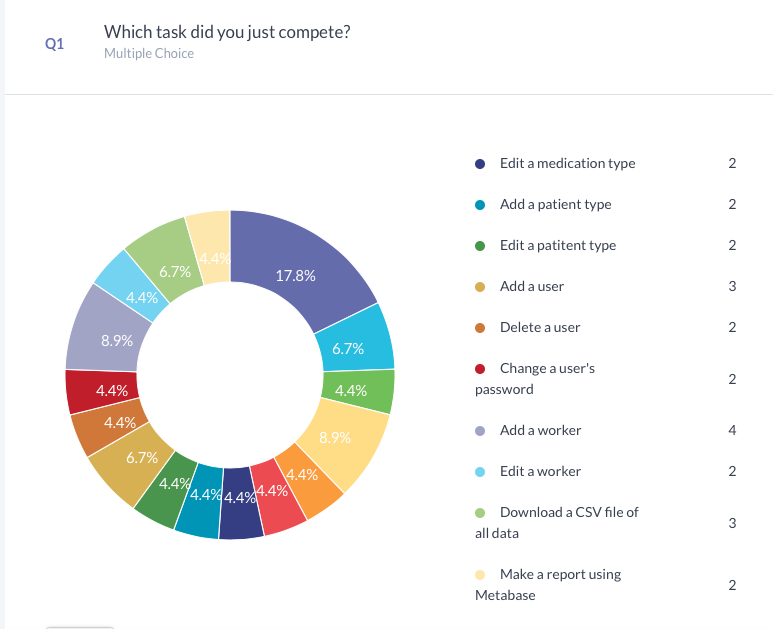 Q1
Which task did you just compete?
Multiple Choice
Edit a medication type 2
Add a patient type 2
Edit a patitent type 2
Add a user 3
Delete a user 2
Change a user's
password 2
Add a worker 4
Edit a worker 2
Download a CSV file of
all data 3
Make a report using
Metabase 2
17.8%
6.7%
4.4%
8.9%
4.4%
4.4%
4.4%
4.4%
4.4%
6.7%
4.4%
4.4%
8.9%
4.4%
6.7%
4.4%